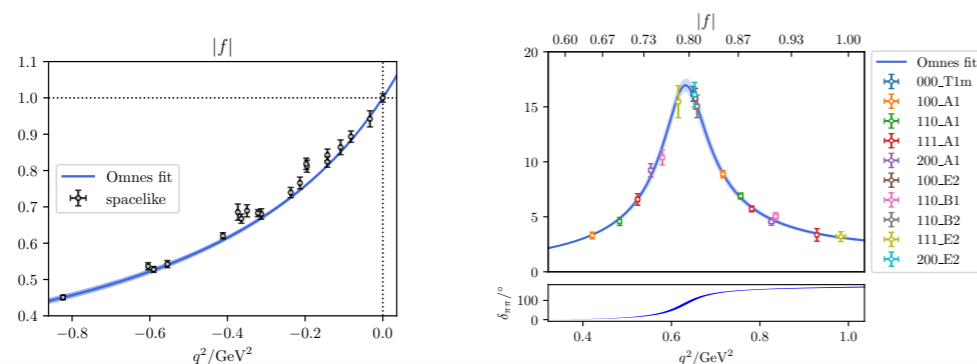 |f|
1.1
1.0
0.9
0.8
0.7
0.6
0.5
0.4
Omnes fit
spacelike
−0.8 −0.6 −0.4 −0.2 0.0
q²/GeV²
|f|
0.60 0.67 0.73 0.80 0.87 0.93 1.00
20
15
10
5
0
Omnes fit
000_T1m
100_A1
110_A1
111_A1
200_A1
100_E2
110_B1
110_B2
111_E2
200_E2
δππ/°
100
0
0.4 0.6 0.8 1.0
q²/GeV²